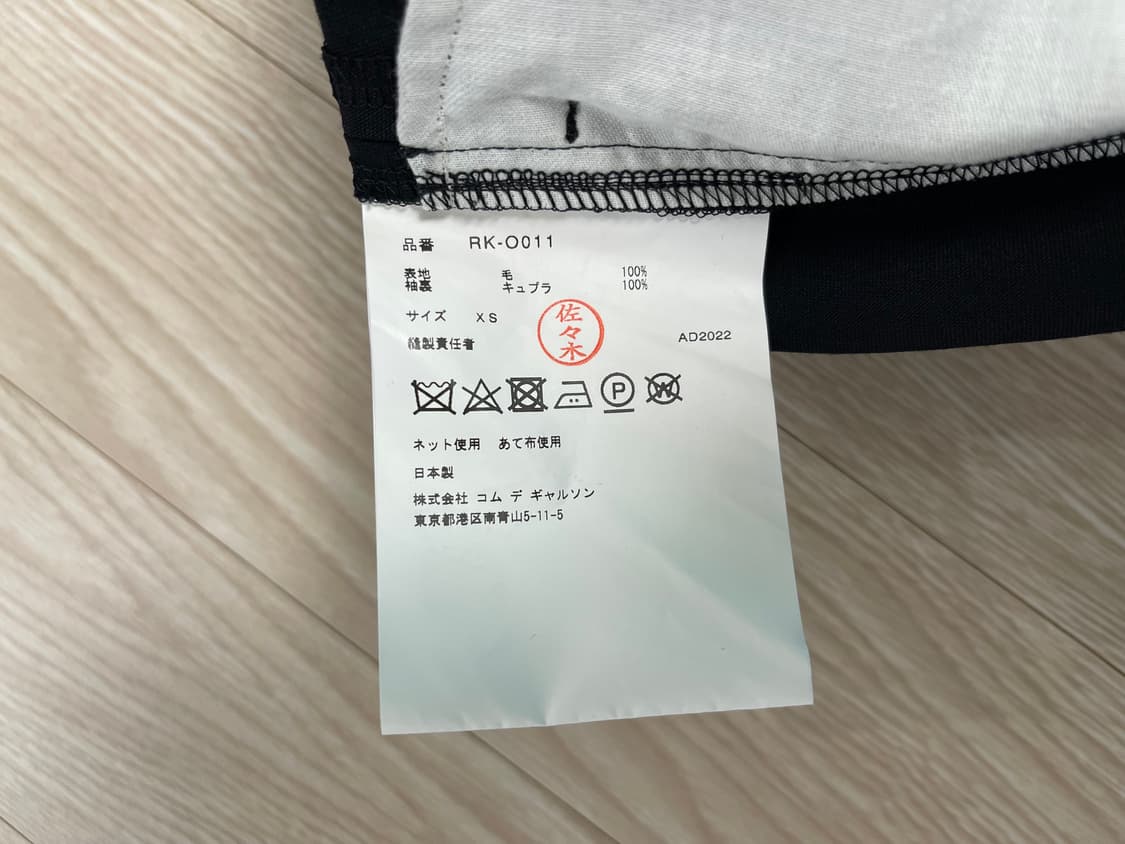 品番 RK-O011
表地 毛 100%
袖裏 キュプラ 100%
サイズ XS
佐々木
縫製責任者
AD2022
P
W
ネット使用 あて布使用
日本製
株式会社 コム デ ギャルソン
東京都港区南青山5-11-5